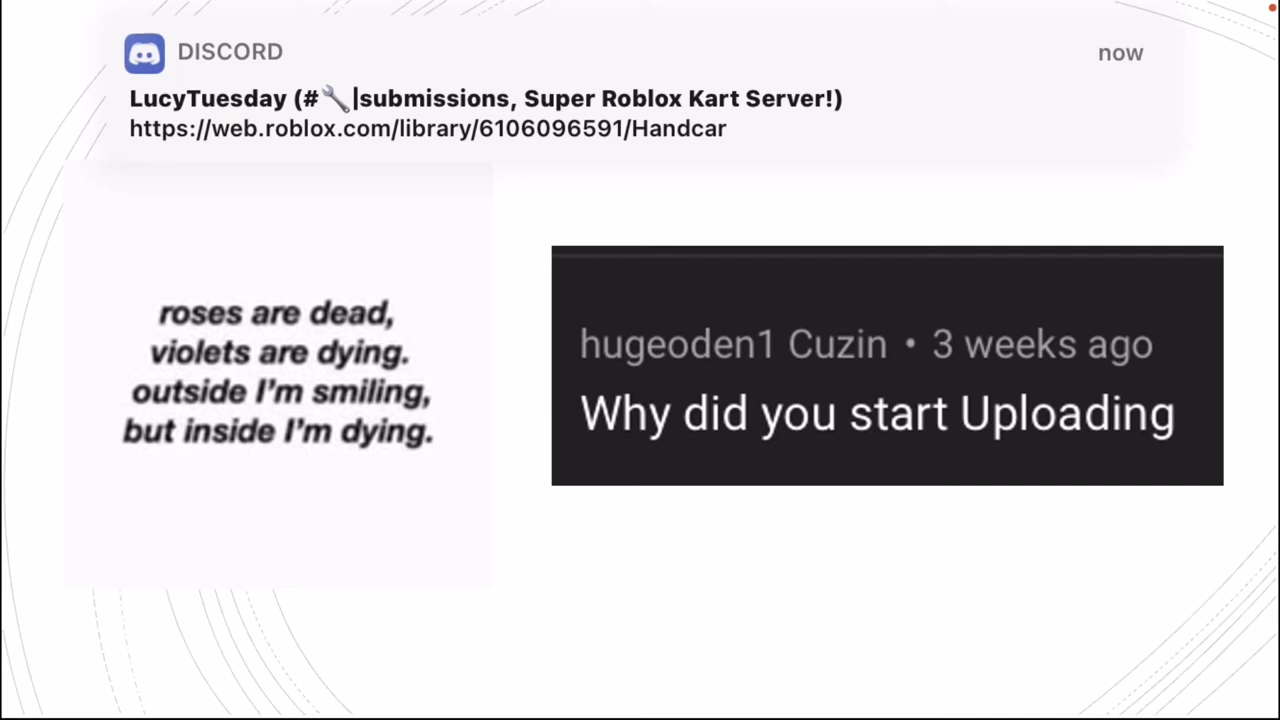 DISCORD
now
LucyTuesday (#🔧|submissions, Super Roblox Kart Server!)
https://web.roblox.com/library/6106096591/Handcar
roses are dead,
violets are dying.
outside I'm smiling,
but inside I'm dying.
hugeoden1 Cuzin • 3 weeks ago
Why did you start Uploading